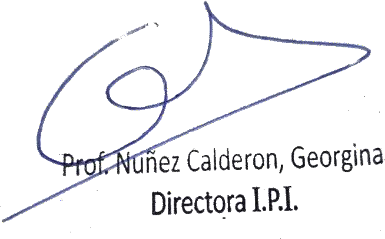 Prof. Nuñez Calderon, Georgina
Directora I.P.I.